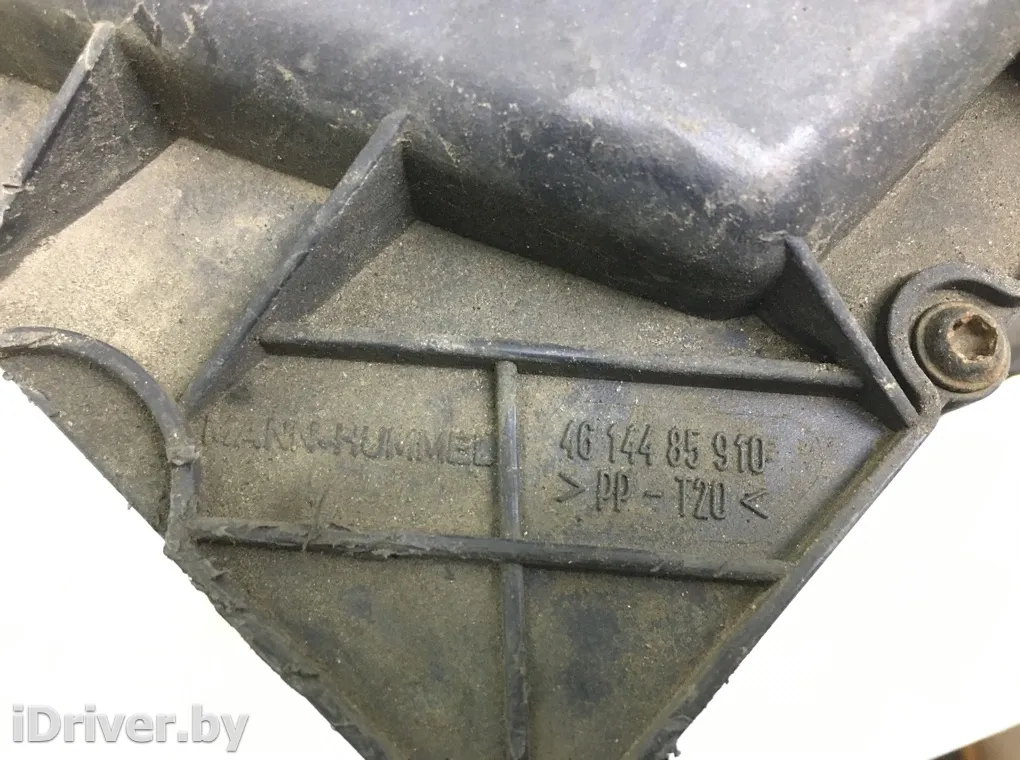 MANN+HUMMEL
46 144 85 910
> PP - T20 <
iDriver.by